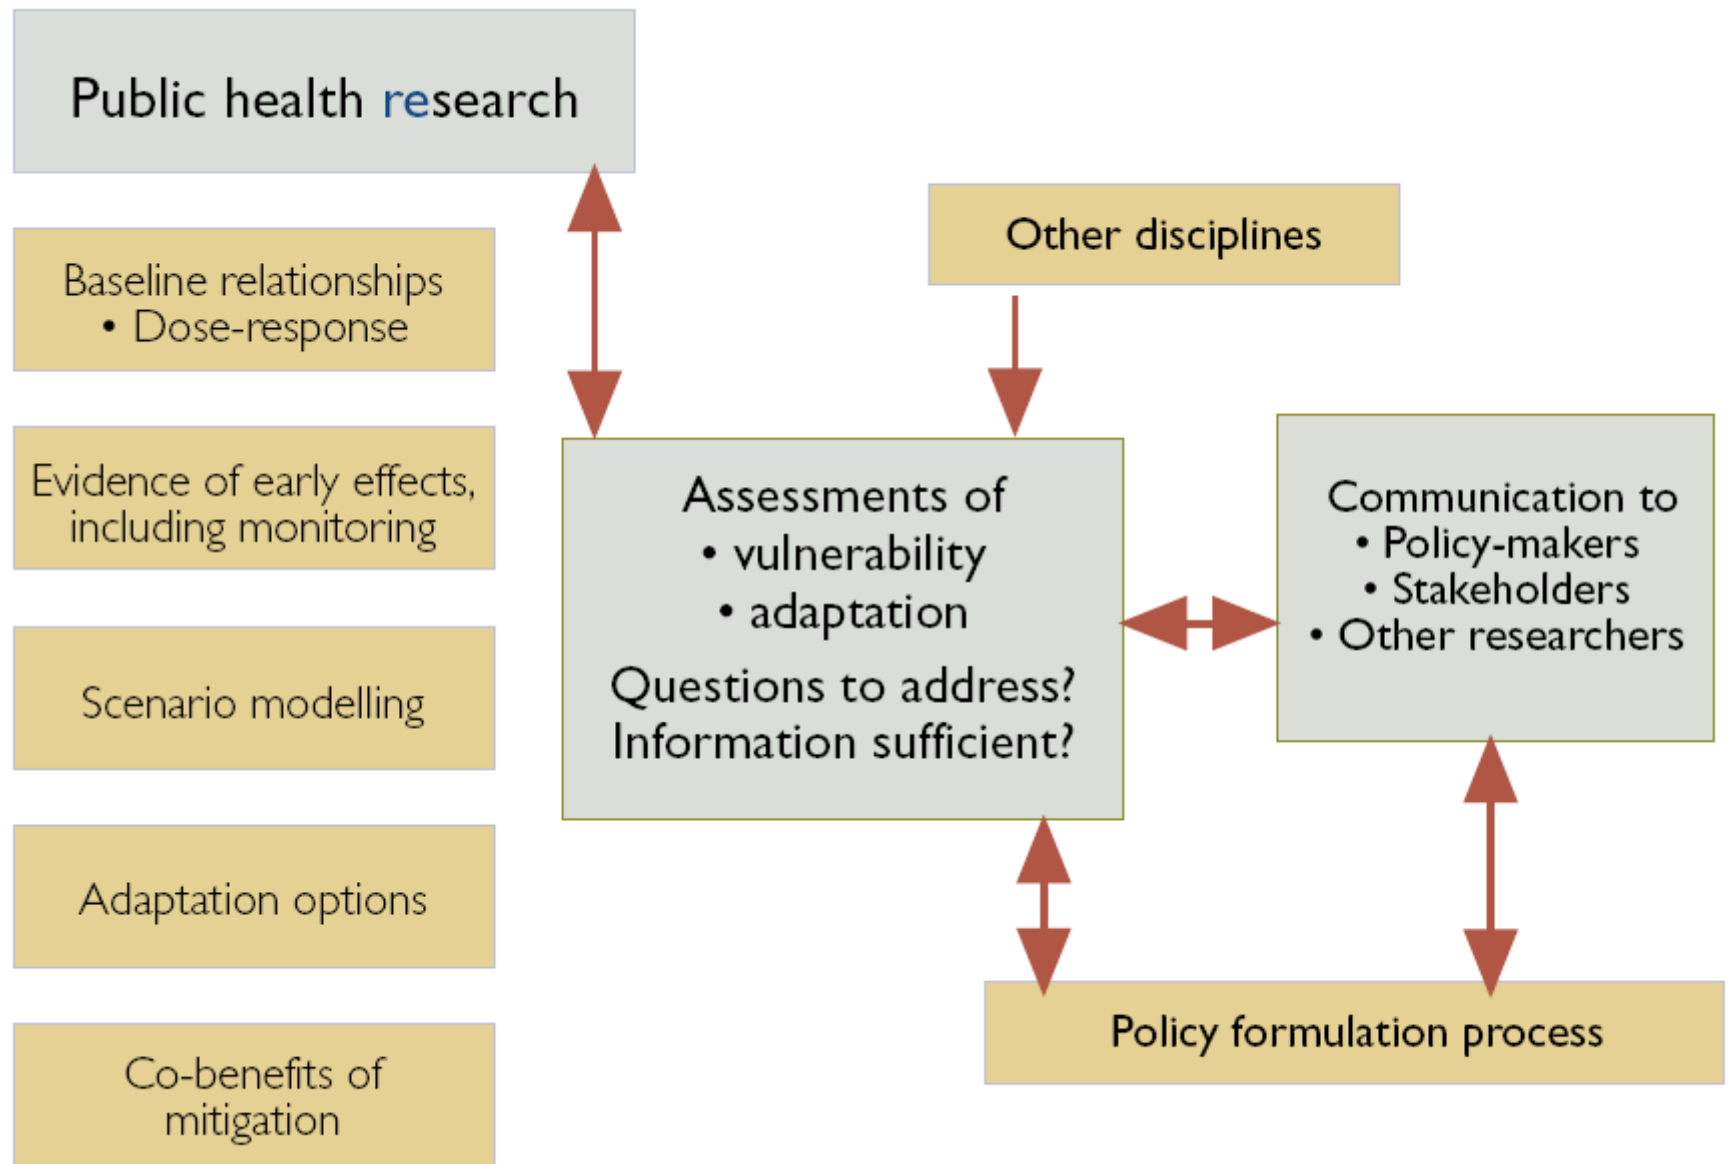 Public health research
Baseline relationships
• Dose-response
Evidence of early effects,
including monitoring
Scenario modelling
Adaptation options
Co-benefits of
mitigation
Other disciplines
Assessments of
• vulnerability
• adaptation
Questions to address?
Information sufficient?
Communication to
• Policy-makers
• Stakeholders
• Other researchers
Policy formulation process